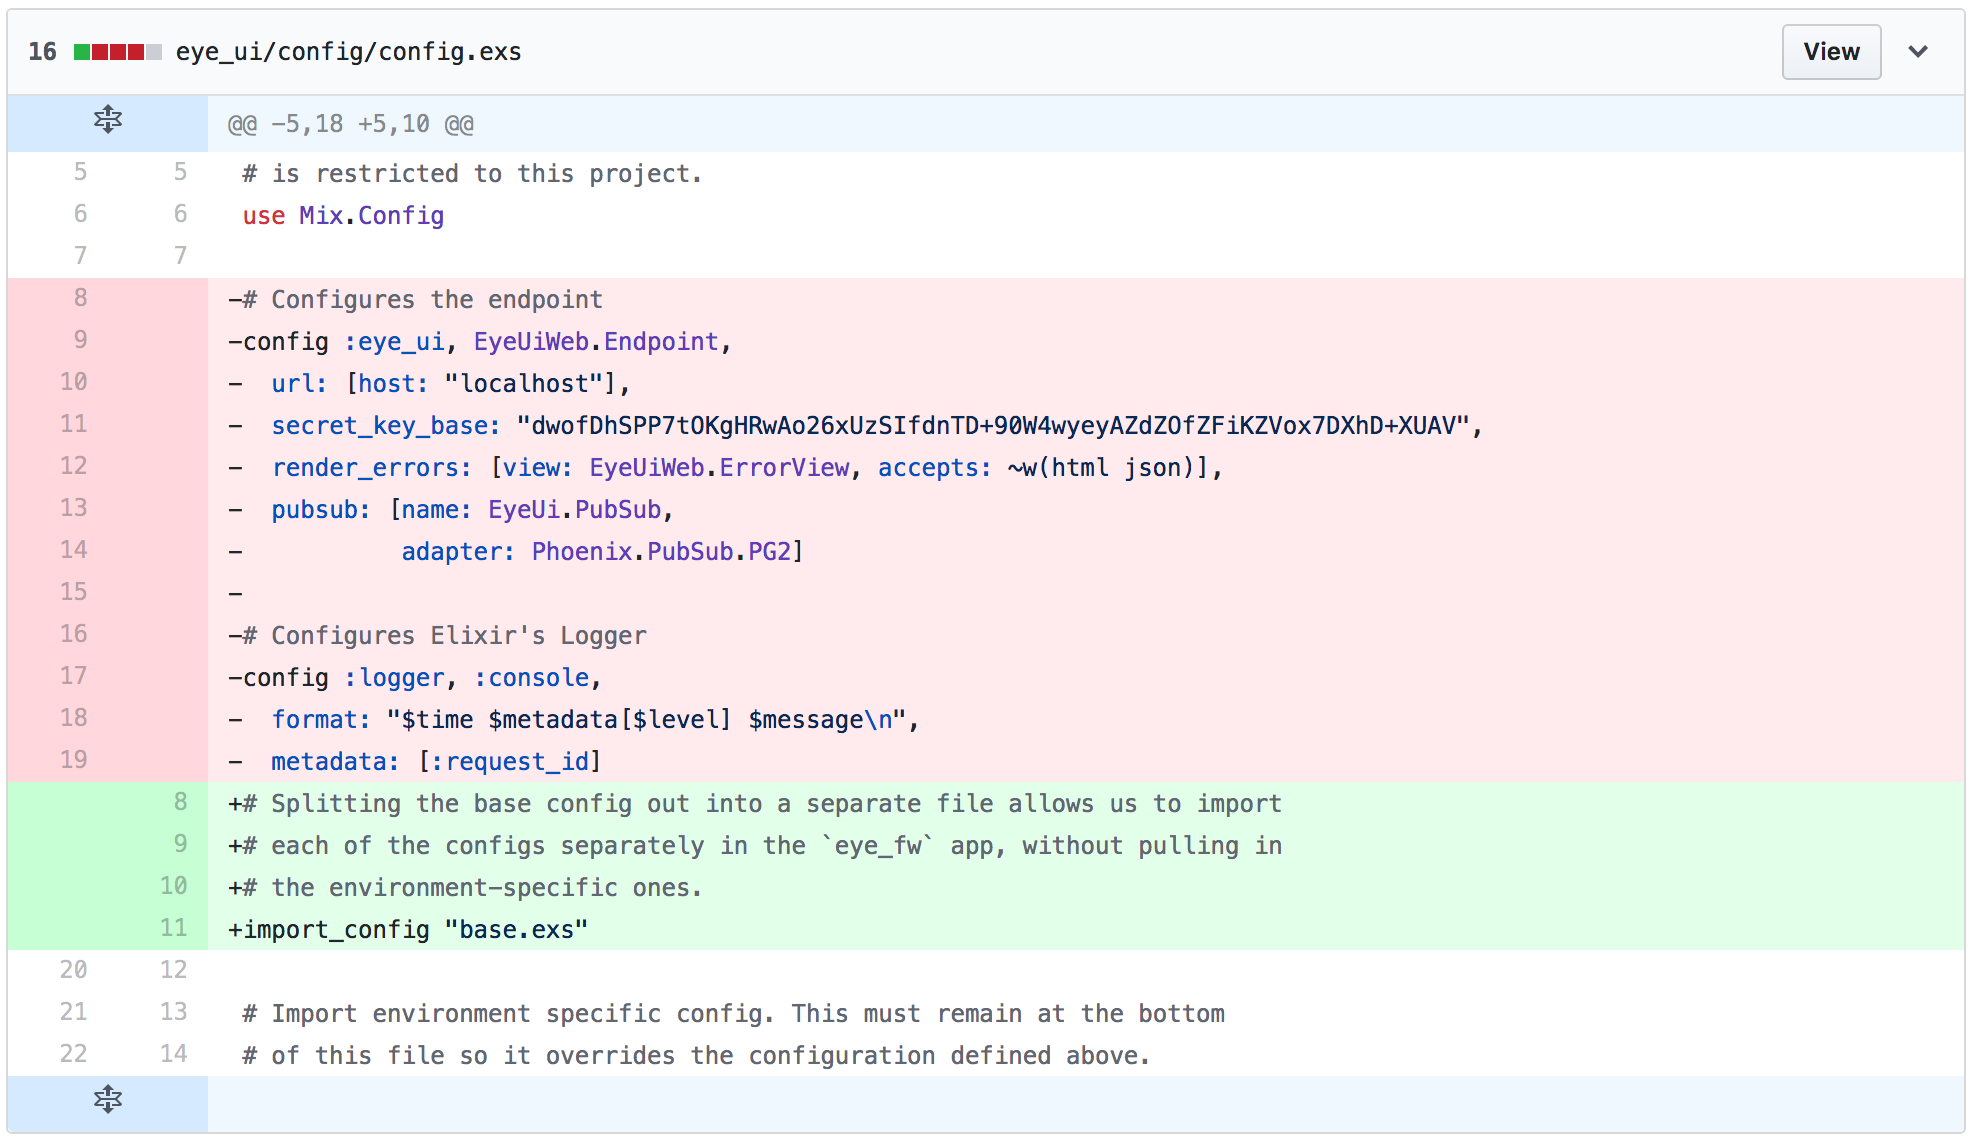 16 eye_ui/config/config.exs View
@@ -5,18 +5,10 @@
5 5 # is restricted to this project.
6 6 use Mix.Config
7 7
8 -# Configures the endpoint
9 -config :eye_ui, EyeUiWeb.Endpoint,
10 -  url: [host: "localhost"],
11 -  secret_key_base: "dwofDhSPP7tOKgHRwAo26xUzSIfdnTD+90W4wyeyAZdZOfZFiKZVox7DXhD+XUAV",
12 -  render_errors: [view: EyeUiWeb.ErrorView, accepts: ~w(html json)],
13 -  pubsub: [name: EyeUi.PubSub,
14 -           adapter: Phoenix.PubSub.PG2]
15 -
16 -# Configures Elixir's Logger
17 -config :logger, :console,
18 -  format: "$time $metadata[$level] $message\n",
19 -  metadata: [:request_id]
8 +# Splitting the base config out into a separate file allows us to import
9 +# each of the configs separately in the `eye_fw` app, without pulling in
10 +# the environment-specific ones.
11 +import_config "base.exs"
20 12
21 13 # Import environment specific config. This must remain at the bottom
22 14 # of this file so it overrides the configuration defined above.